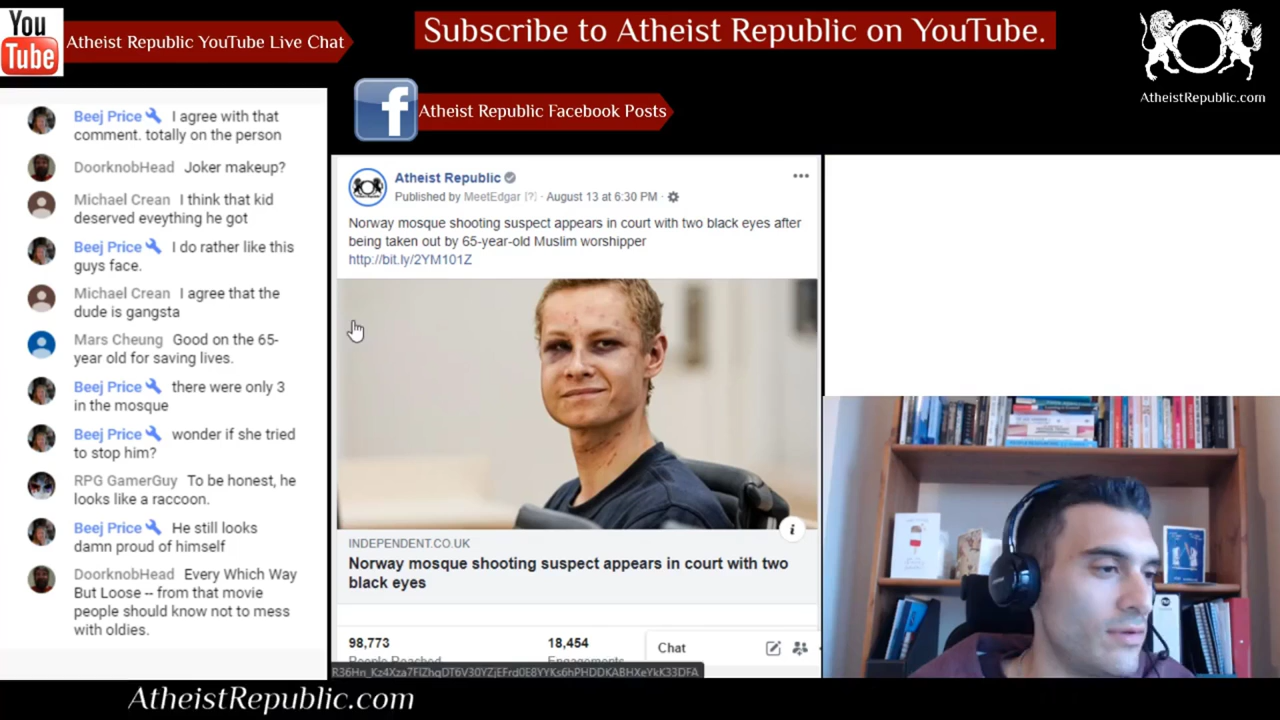 You
Tube
Atheist Republic YouTube Live Chat
Subscribe to Atheist Republic on YouTube.
AtheistRepublic.com
Atheist Republic Facebook Posts
Beej Price I agree with that
comment. totally on the person
DoorknobHead Joker makeup?
Michael Crean I think that kid
deserved eveything he got
Beej Price I do rather like this
guys face.
Michael Crean I agree that the
dude is gangsta
Mars Cheung Good on the 65-
year old for saving lives.
Beej Price there were only 3
in the mosque
Beej Price wonder if she tried
to stop him?
RPG GamerGuy To be honest, he
looks like a raccoon.
Beej Price He still looks
damn proud of himself
DoorknobHead Every Which Way
But Loose -- from that movie
people should know not to mess
with oldies.
f
Atheist Republic
Published by MeetEdgar [?] · August 13 at 6:30 PM ·
Norway mosque shooting suspect appears in court with two black eyes after
being taken out by 65-year-old Muslim worshipper
http://bit.ly/2YM101Z
i
INDEPENDENT.CO.UK
Norway mosque shooting suspect appears in court with two
black eyes
98,773
18,454
People Reached
Engagements
Chat
AtheistRepublic.com